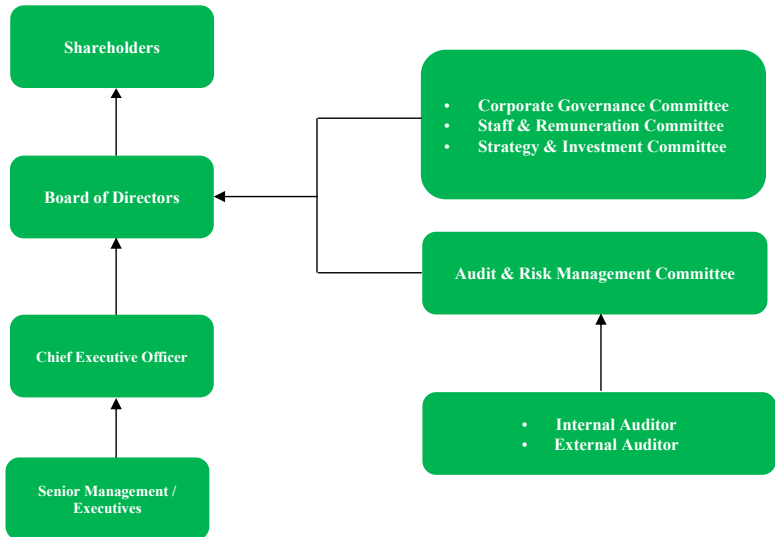 Shareholders
Board of Directors
Chief Executive Officer
Senior Management /
Executives
• Corporate Governance Committee
• Staff & Remuneration Committee
• Strategy & Investment Committee
Audit & Risk Management Committee
• Internal Auditor
• External Auditor